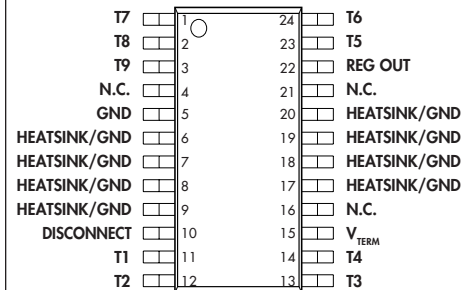 T7 1 24 T6
T8 2 23 T5
T9 3 22 REG OUT
N.C. 4 21 N.C.
GND 5 20 HEATSINK/GND
HEATSINK/GND 6 19 HEATSINK/GND
HEATSINK/GND 7 18 HEATSINK/GND
HEATSINK/GND 8 17 HEATSINK/GND
HEATSINK/GND 9 16 N.C.
DISCONNECT 10 15 VTERM
T1 11 14 T4
T2 12 13 T3